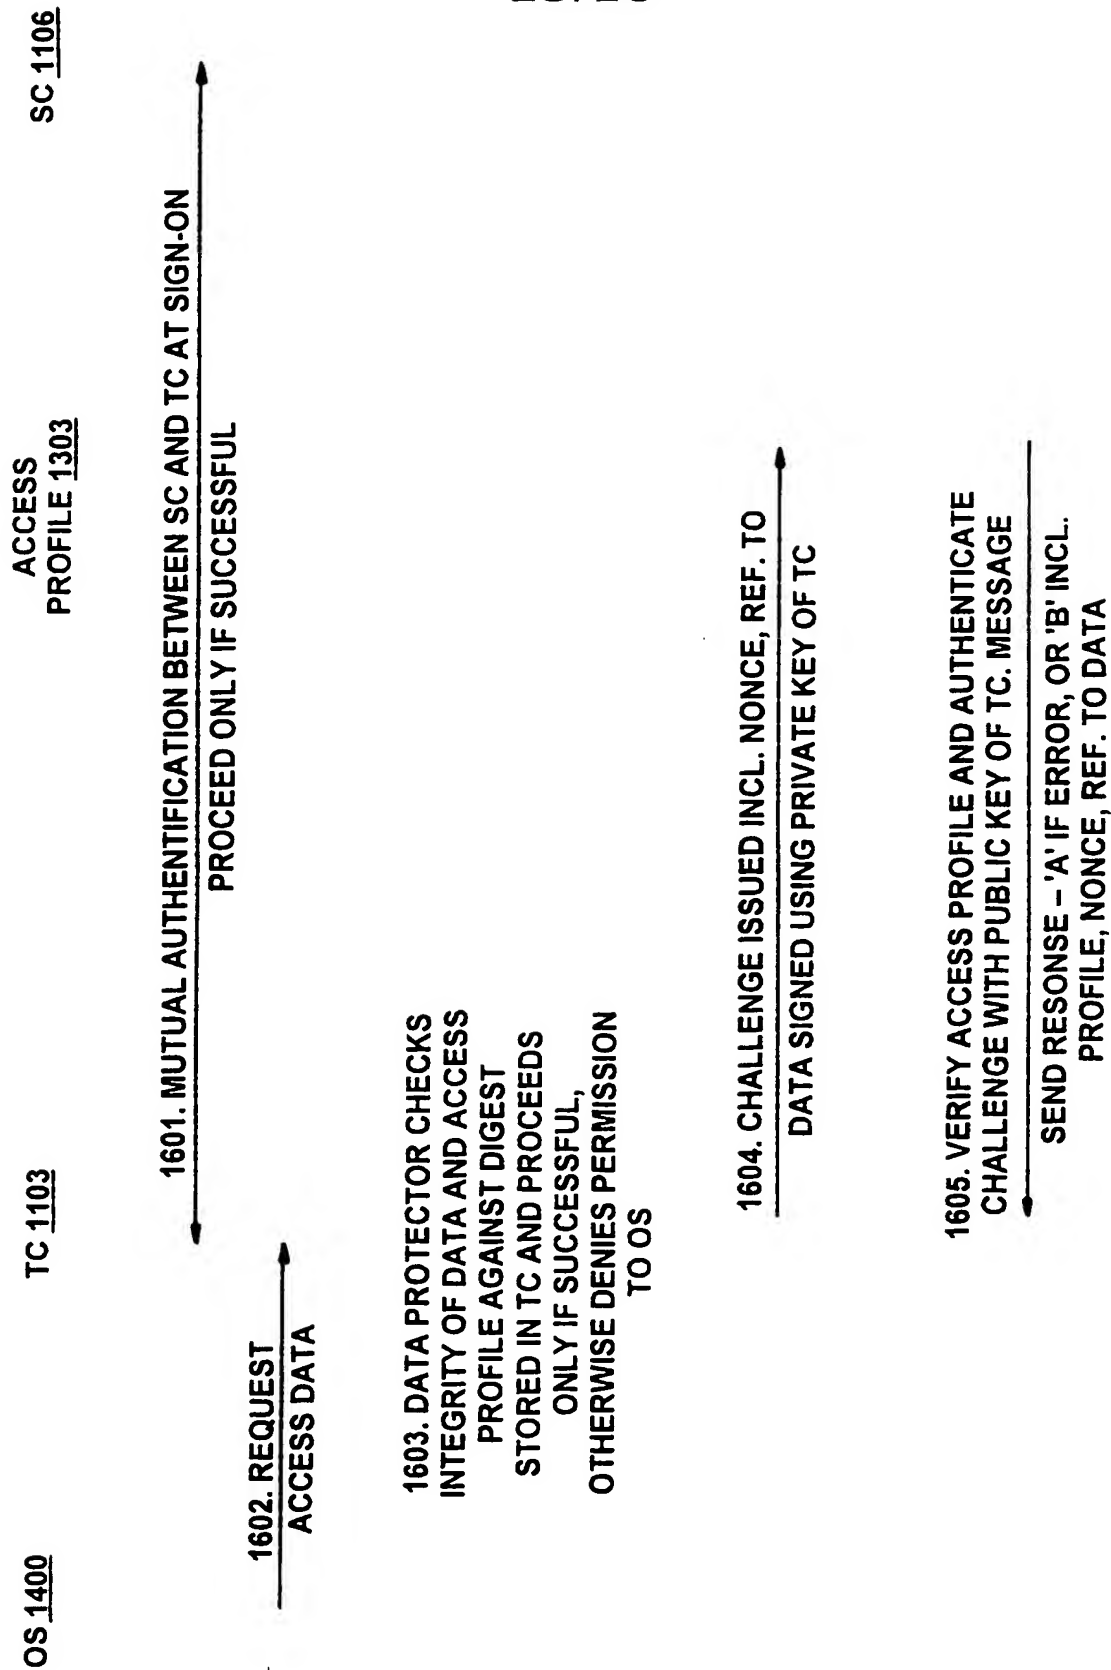 OS 1400
TC 1103
ACCESS
PROFILE 1303
SC 1106
1601. MUTUAL AUTHENTIFICATION BETWEEN SC AND TC AT SIGN-ON
PROCEED ONLY IF SUCCESSFUL
1602. REQUEST
ACCESS DATA
1603. DATA PROTECTOR CHECKS
INTEGRITY OF DATA AND ACCESS
PROFILE AGAINST DIGEST
STORED IN TC AND PROCEEDS
ONLY IF SUCCESSFUL,
OTHERWISE DENIES PERMISSION
TO OS
1604. CHALLENGE ISSUED INCL. NONCE, REF. TO
DATA SIGNED USING PRIVATE KEY OF TC
1605. VERIFY ACCESS PROFILE AND AUTHENTICATE
CHALLENGE WITH PUBLIC KEY OF TC. MESSAGE
SEND RESONSE – 'A' IF ERROR, OR 'B' INCL.
PROFILE, NONCE, REF. TO DATA